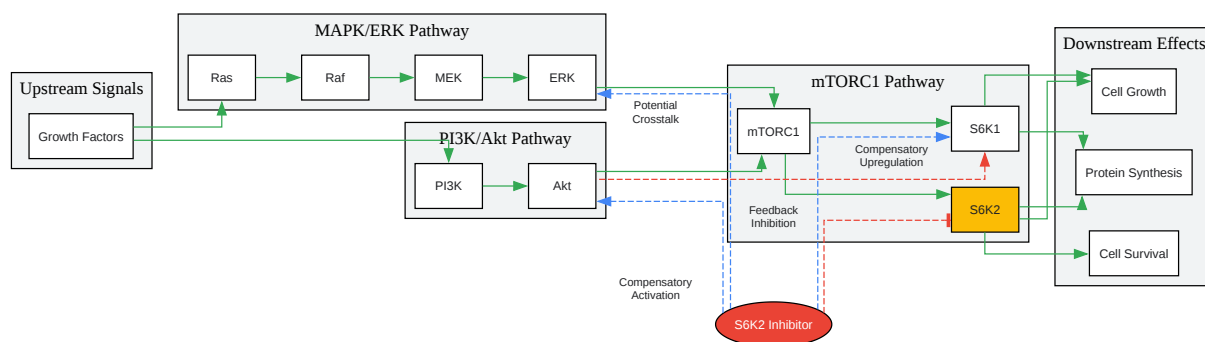 MAPK/ERK Pathway
Ras
Raf
MEK
ERK
Upstream Signals
Growth Factors
PI3K/Akt Pathway
PI3K
Akt
Potential
Crosstalk
mTORC1 Pathway
mTORC1
S6K1
Compensatory
Upregulation
S6K2
Feedback
Inhibition
Downstream Effects
Cell Growth
Protein Synthesis
Cell Survival
Compensatory
Activation
S6K2 Inhibitor